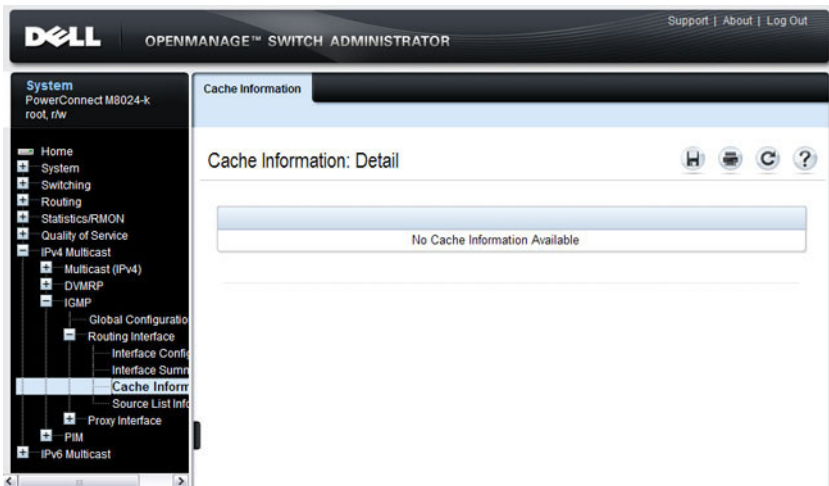 Support | About | Log Out
DELL
OPENMANAGE™ SWITCH ADMINISTRATOR
System
PowerConnect M8024-k
root, r/w
Home
System
Switching
Routing
Statistics/RMON
Quality of Service
IPv4 Multicast
Multicast (IPv4)
DVMRP
IGMP
Global Configuratio
Routing Interface
Interface Config
Interface Summ
Cache Inform
Source List Info
Proxy Interface
PIM
IPv6 Multicast
Cache Information
Cache Information: Detail
?
No Cache Information Available